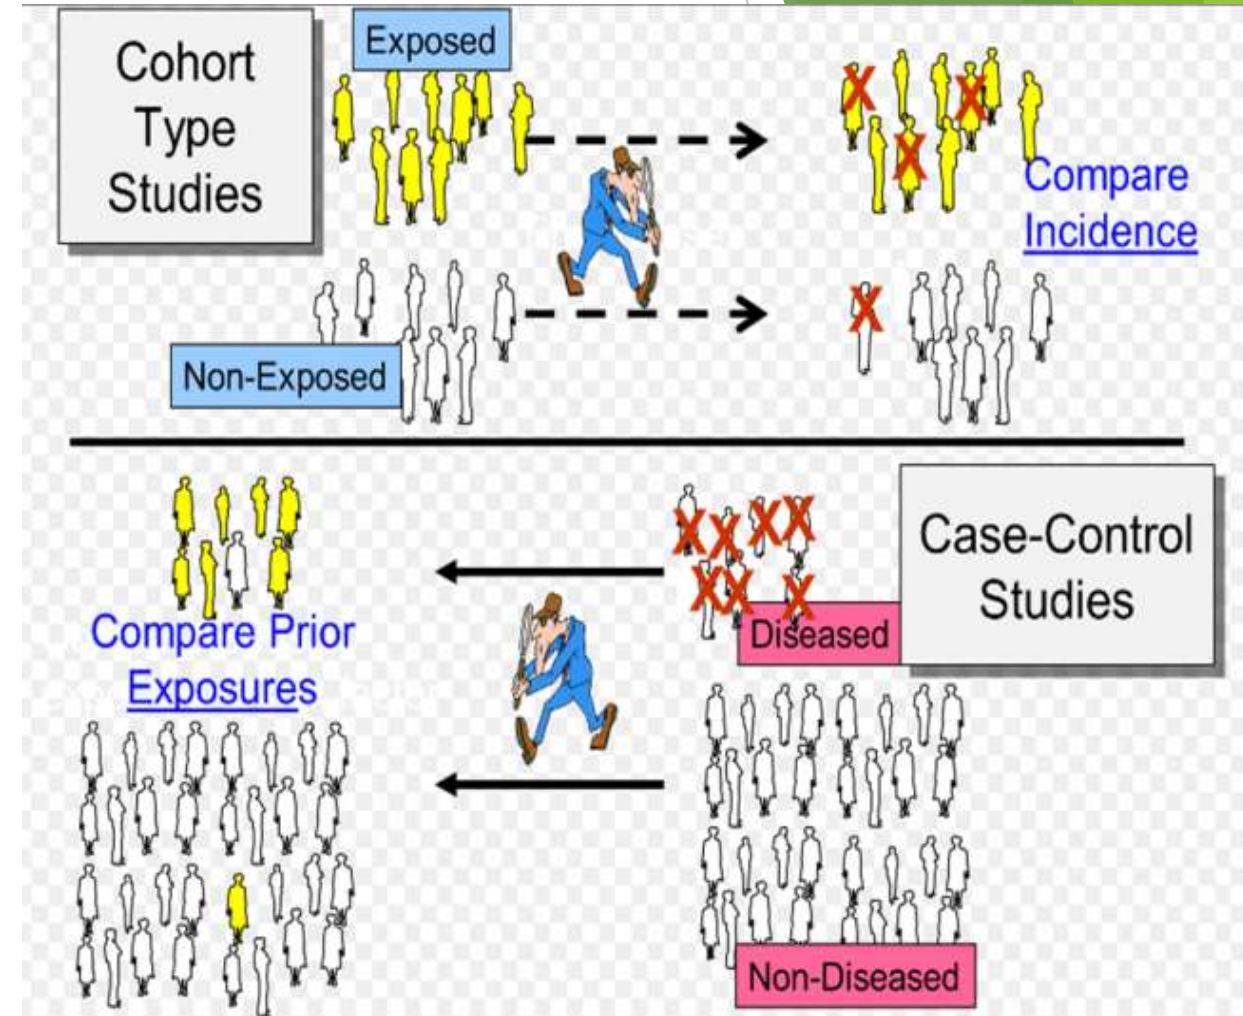 Cohort
Type
Studies
Exposed
Compare
Incidence
Non-Exposed
Case-Control
Studies
Diseased
Compare Prior
Exposures
Non-Diseased